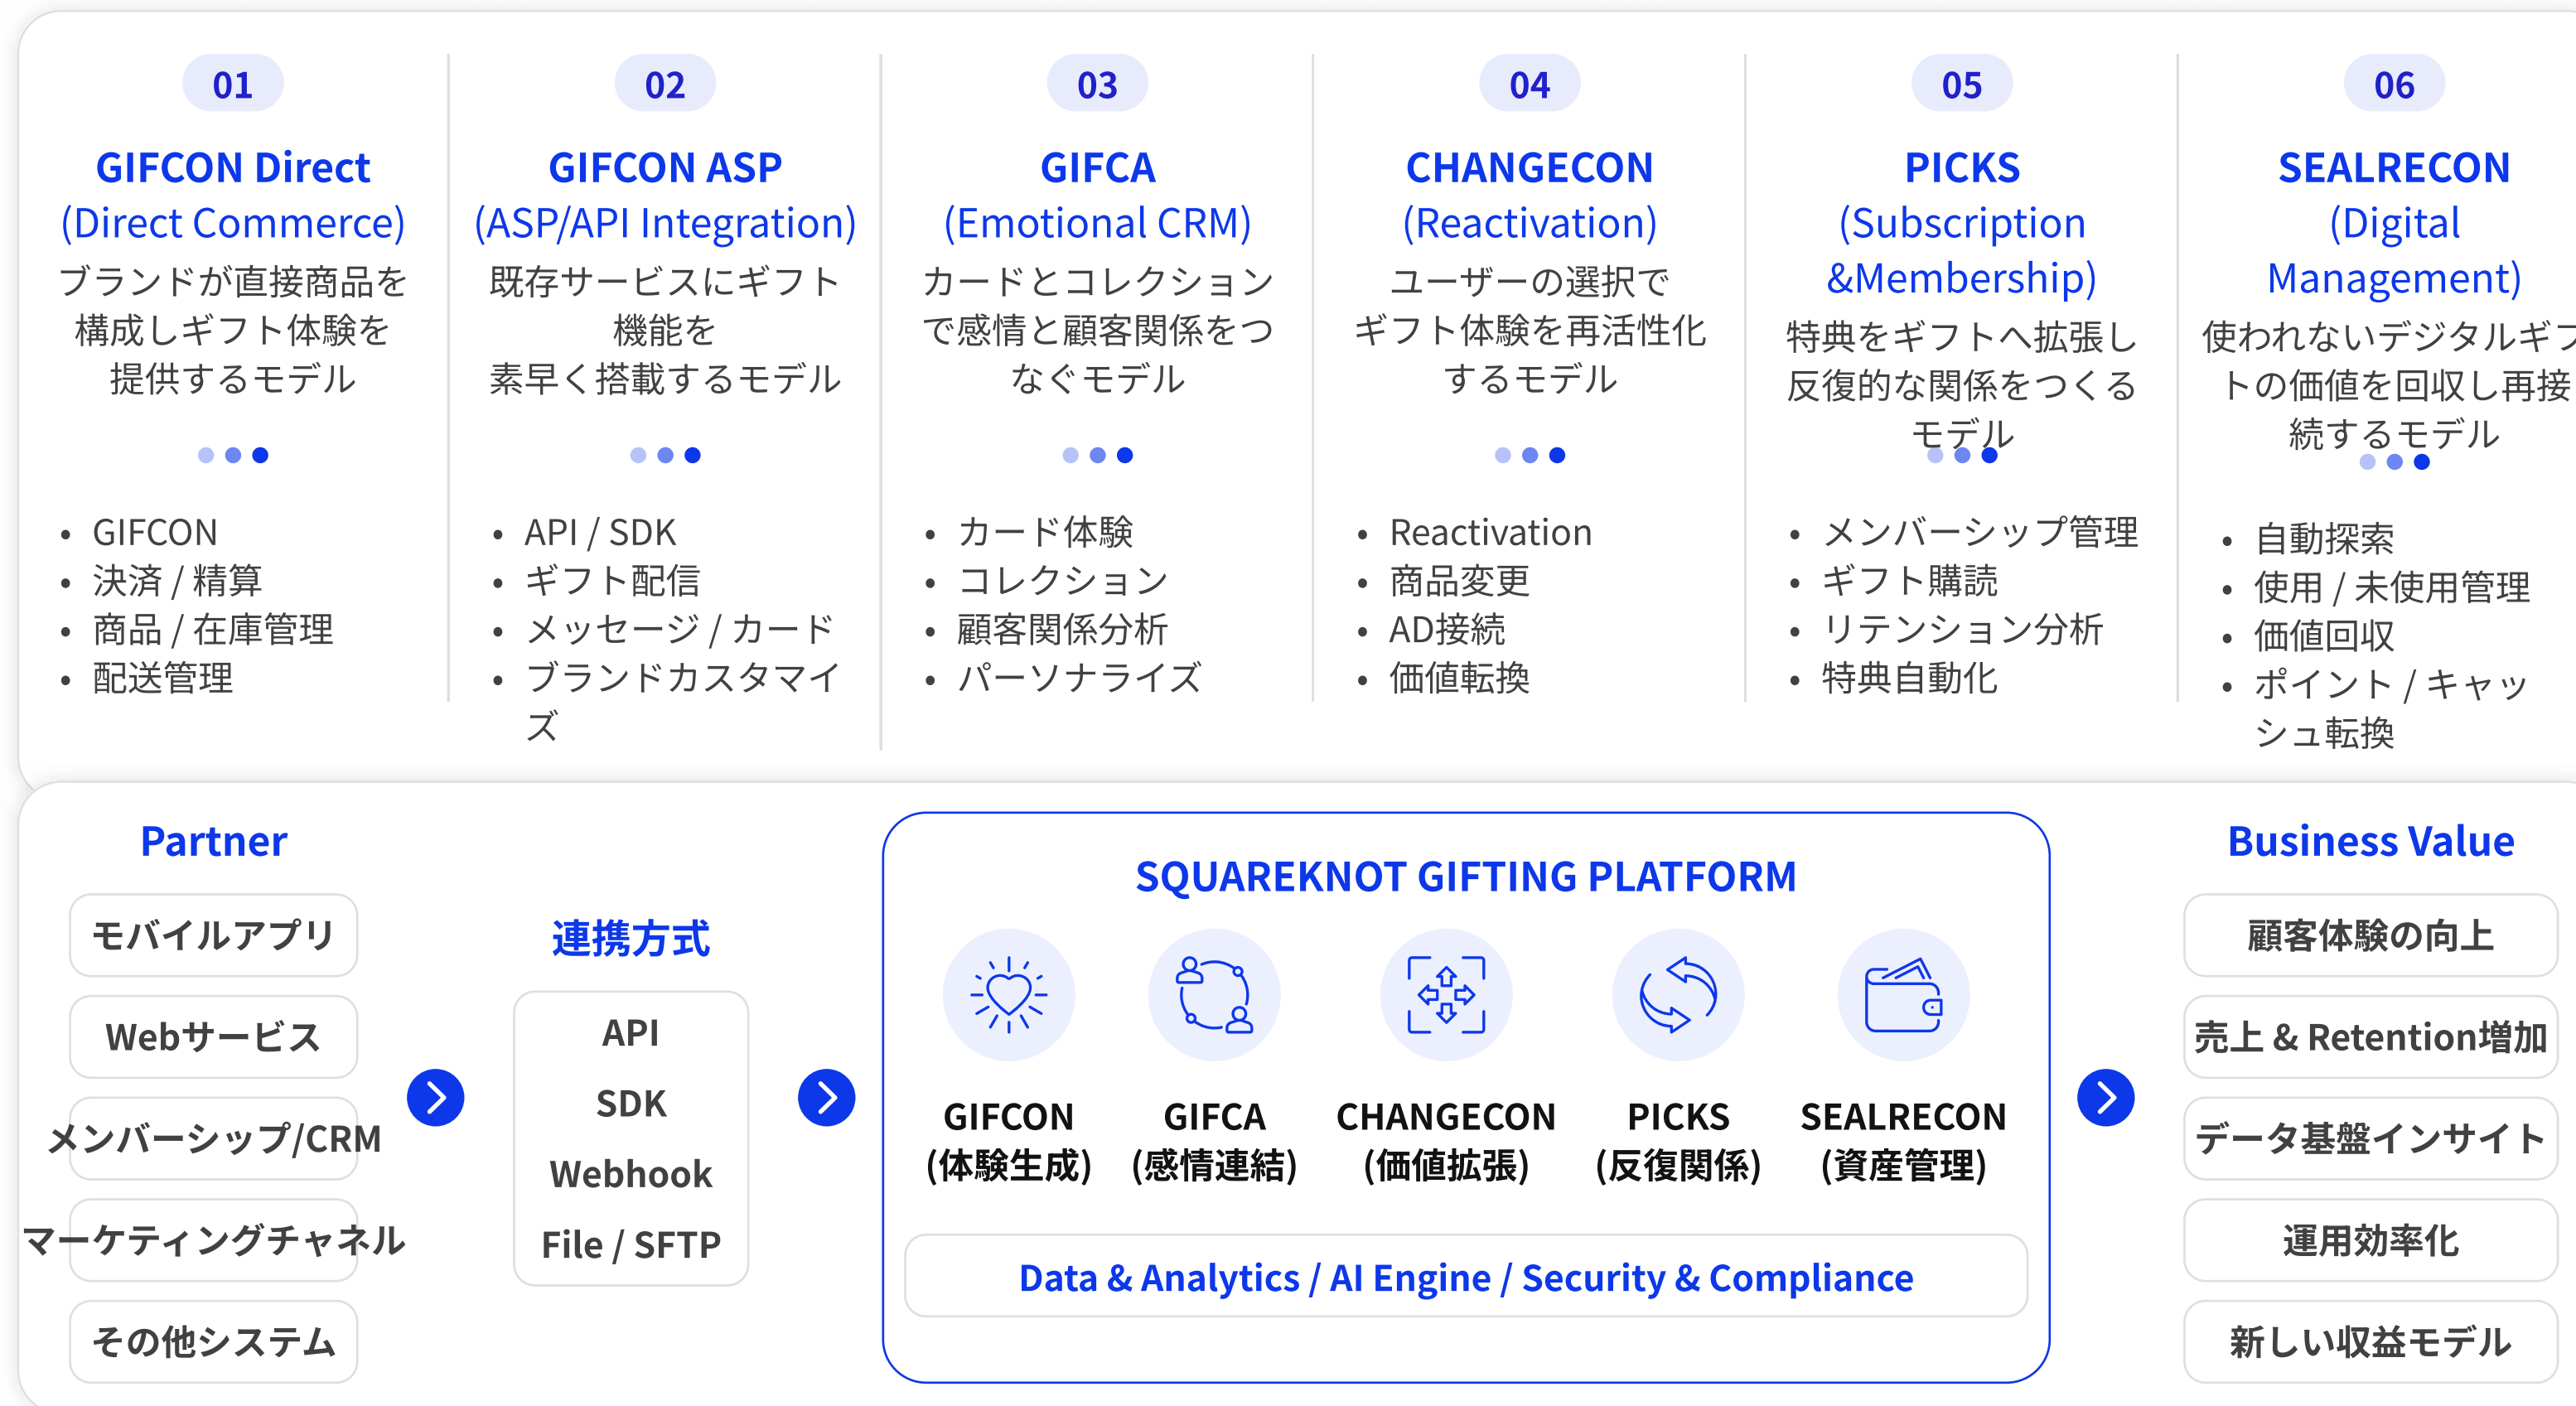 01
GIFCON Direct
(Direct Commerce)
ブランドが直接商品を
構成しギフト体験を
提供するモデル
• GIFCON
• 決済 / 精算
• 商品 / 在庫管理
• 配送管理
02
GIFCON ASP
(ASP/API Integration)
既存サービスにギフト
機能を
素早く搭載するモデル
• API / SDK
• ギフト配信
• メッセージ / カード
• ブランドカスタマイ
ズ
03
GIFCA
(Emotional CRM)
カードとコレクション
で感情と顧客関係をつ
なぐモデル
• カード体験
• コレクション
• 顧客関係分析
• パーソナライズ
04
CHANGECON
(Reactivation)
ユーザーの選択で
ギフト体験を再活性化
するモデル
• Reactivation
• 商品変更
• AD接続
• 価値転換
05
PICKS
(Subscription
&Membership)
特典をギフトへ拡張し
反復的な関係をつくる
モデル
• メンバーシップ管理
• ギフト購読
• リテンション分析
• 特典自動化
06
SEALRECON
(Digital
Management)
使われないデジタルギフ
トの価値を回収し再接
続するモデル
• 自動探索
• 使用 / 未使用管理
• 価値回収
• ポイント / キャッ
シュ転換
Partner
モバイルアプリ
Webサービス
メンバーシップ/CRM
マーケティングチャネル
その他システム
連携方式
API
SDK
Webhook
File / SFTP
SQUAREKNOT GIFTING PLATFORM
GIFCON
(体験生成)
GIFCA
(感情連結)
CHANGECON
(価値拡張)
PICKS
(反復関係)
SEALRECON
(資産管理)
Data & Analytics / AI Engine / Security & Compliance
Business Value
顧客体験の向上
売上 & Retention増加
データ基盤インサイト
運用効率化
新しい収益モデル